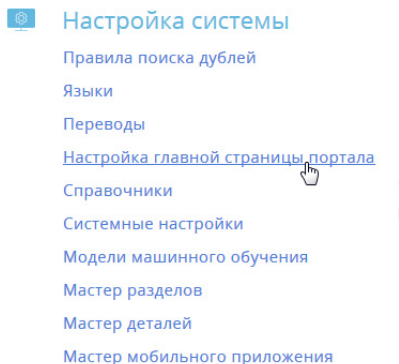 Настройка системы
Правила поиска дублей
Языки
Переводы
Настройка главной страницы портала
Справочники
Системные настройки
Модели машинного обучения
Мастер разделов
Мастер деталей
Мастер мобильного приложения